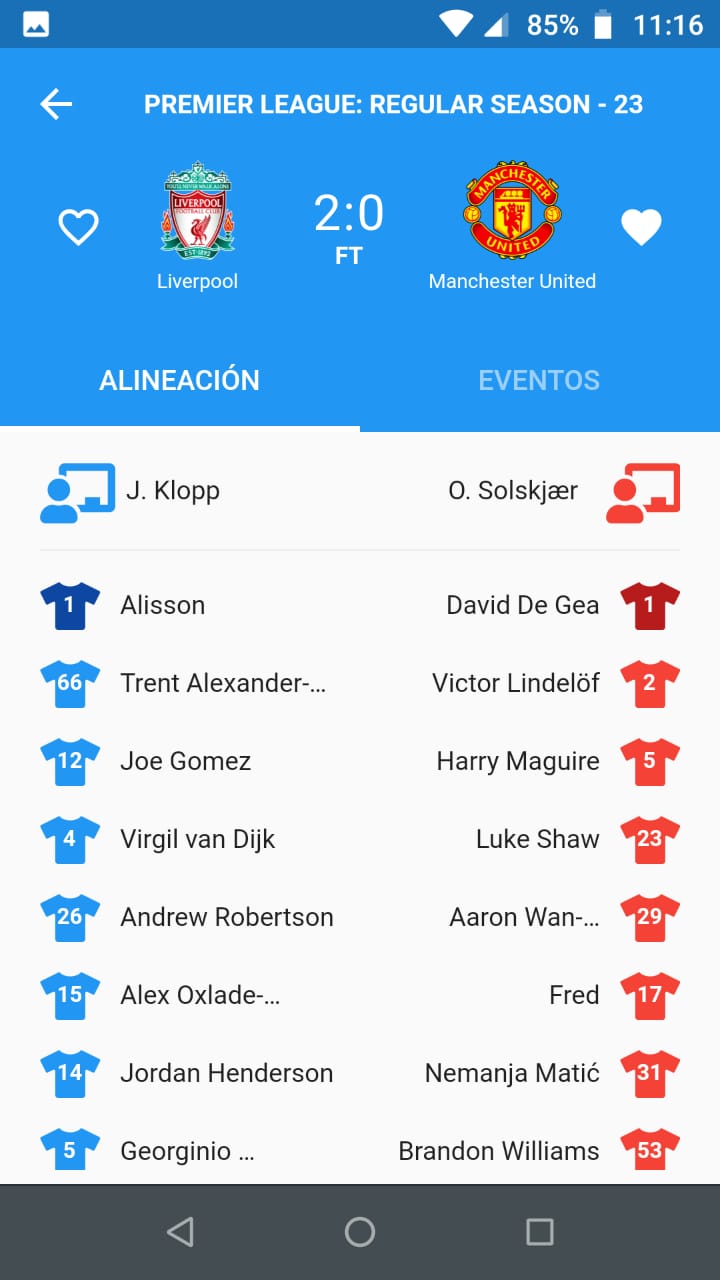 85% 11:16
PREMIER LEAGUE: REGULAR SEASON - 23
YOU'LL NEVER WALK ALONE
LIVERPOOL
FOOTBALL CLUB
EST·1892
2:0
FT
MANCHESTER
UNITED
Liverpool
Manchester United
ALINEACIÓN
EVENTOS
J. Klopp
O. Solskjær
1 Alisson
David De Gea 1
66 Trent Alexander-...
Victor Lindelöf 2
12 Joe Gomez
Harry Maguire 5
4 Virgil van Dijk
Luke Shaw 23
26 Andrew Robertson
Aaron Wan-... 29
15 Alex Oxlade-...
Fred 17
14 Jordan Henderson
Nemanja Matić 31
5 Georginio ...
Brandon Williams 53